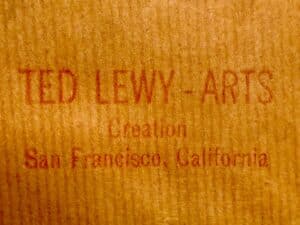 TED LEWY - ARTS
Creation
San Francisco, California